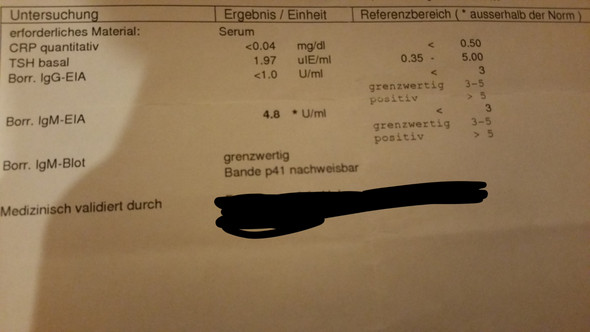 Untersuchung Ergebnis / Einheit Referenzbereich ( * ausserhalb der Norm )
erforderliches Material: Serum
CRP quantitativ <0.04 mg/dl < 0.50
TSH basal 1.97 uIE/ml 0.35 - 5.00
Borr. IgG-EIA <1.0 U/ml < 3
grenzwertig 3-5
positiv > 5
Borr. IgM-EIA 4.8 * U/ml < 3
grenzwertig 3-5
positiv > 5
Borr. IgM-Blot grenzwertig
Bande p41 nachweisbar
Medizinisch validiert durch